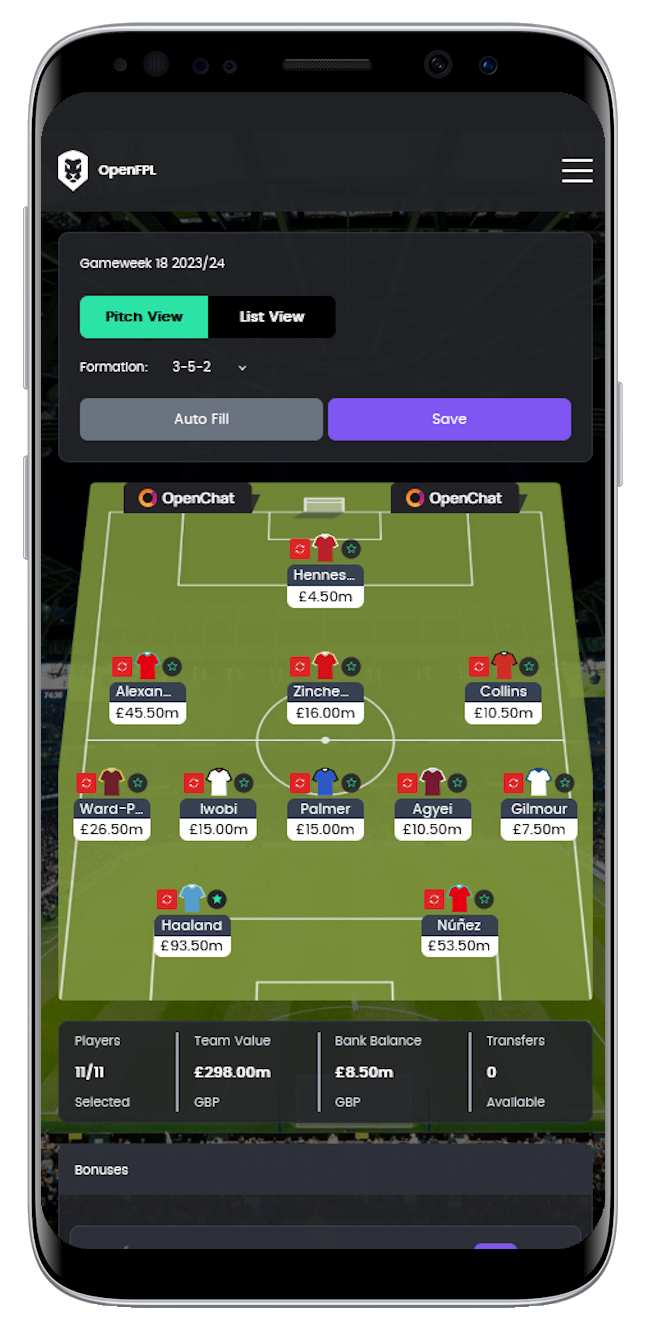 OpenFPL
Gameweek 18 2023/24
Pitch View List View
Formation: 3-5-2
Auto Fill Save
OpenChat OpenChat
Hennes...
£4.50m
Alexan... Zinche... Collins
£45.50m £16.00m £10.50m
Ward-P... Iwobi Palmer Agyei Gilmour
£26.50m £15.00m £15.00m £10.50m £7.50m
Haaland Núñez
£93.50m £53.50m
Players Team Value Bank Balance Transfers
11/11 £298.00m £8.50m 0
Selected GBP GBP Available
Bonuses